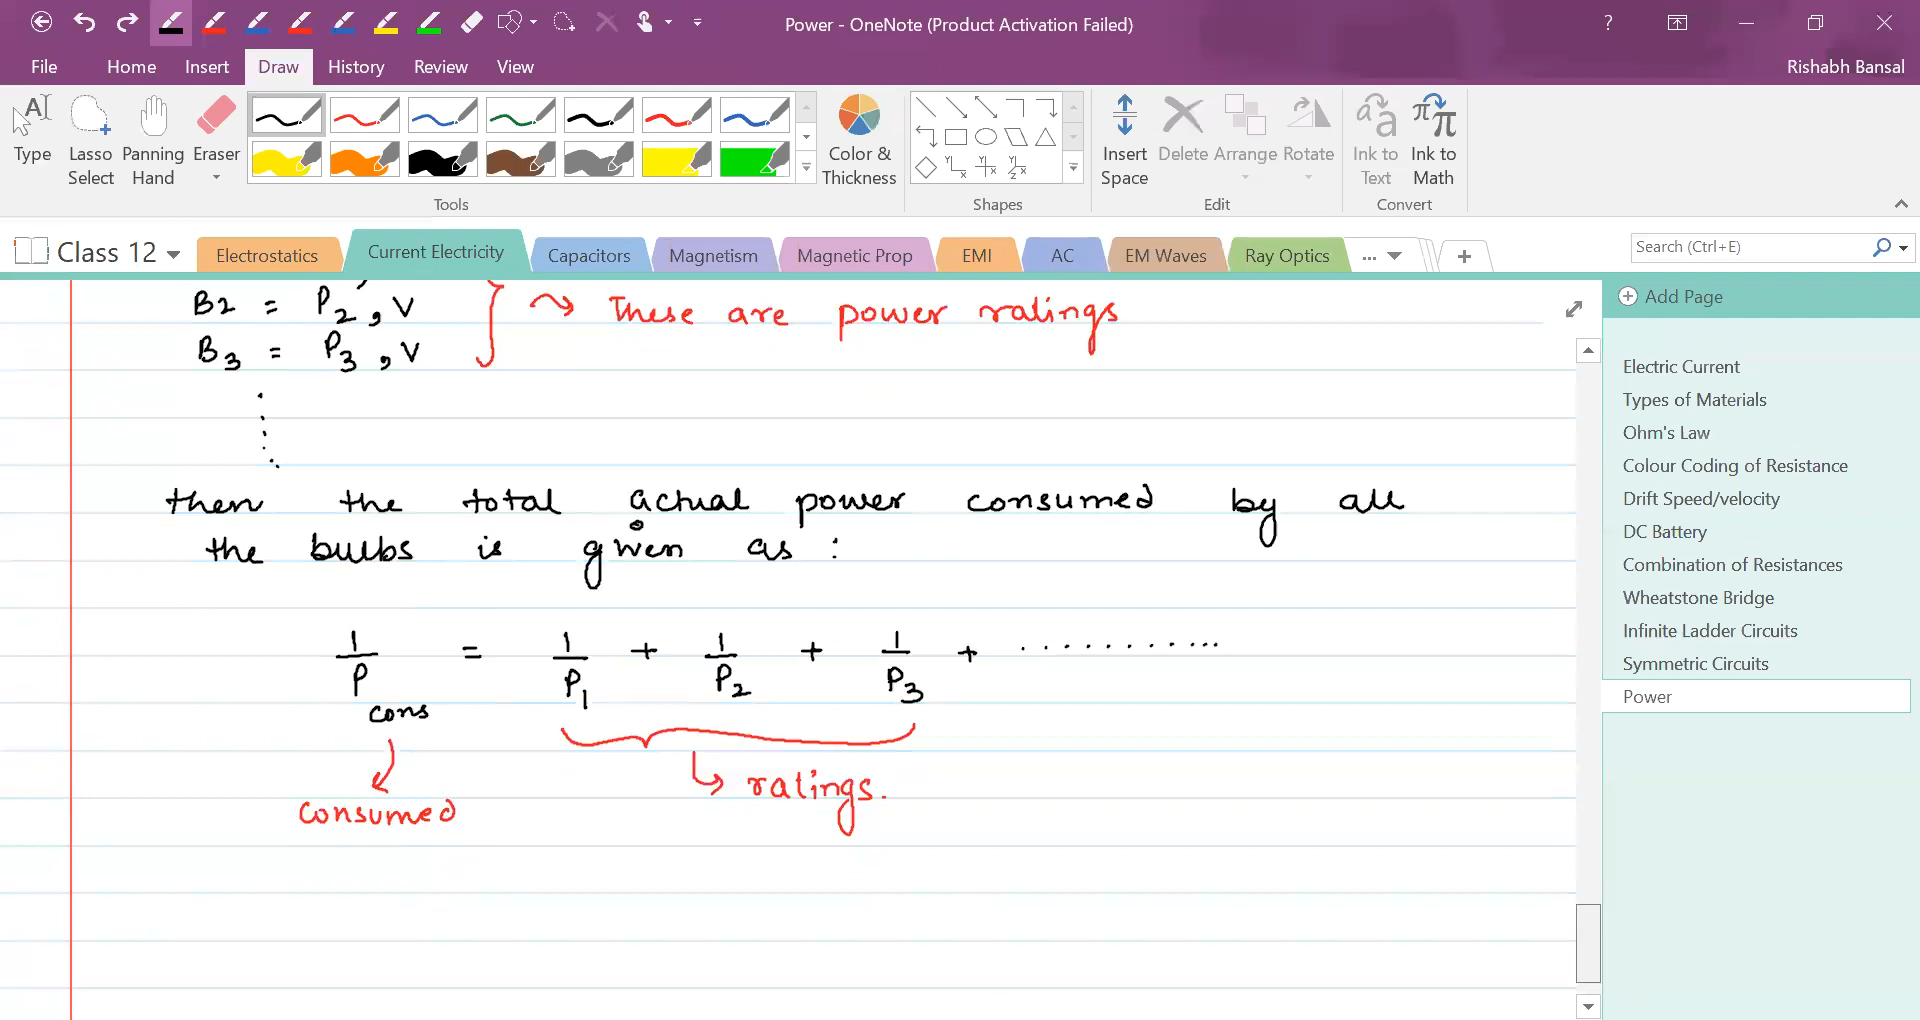 Power - OneNote (Product Activation Failed)
?
File Home Insert Draw History Review View
Rishabh Bansal
Type
Lasso Select
Panning Hand
Eraser
Color & Thickness
Insert Space
Delete
Arrange
Rotate
Ink to Text
Ink to Math
Tools
Shapes
Edit
Convert
Class 12
Electrostatics Current Electricity Capacitors Magnetism Magnetic Prop EMI AC EM Waves Ray Optics ... +
Search (Ctrl+E)
Add Page
B2 = P2, V
These are power ratings
B3 = P3, V
then the total actual power consumed by all
the bulbs is given as :
1/Pcons = 1/P1 + 1/P2 + 1/P3 + ............
consumed
ratings.
Electric Current
Types of Materials
Ohm's Law
Colour Coding of Resistance
Drift Speed/velocity
DC Battery
Combination of Resistances
Wheatstone Bridge
Infinite Ladder Circuits
Symmetric Circuits
Power